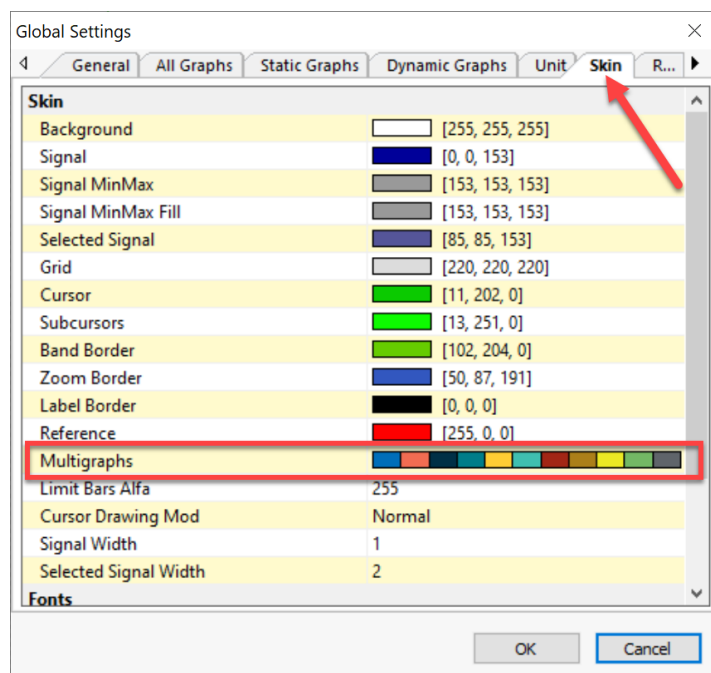 Global Settings
General All Graphs Static Graphs Dynamic Graphs Unit Skin R...
Skin
Background [255, 255, 255]
Signal [0, 0, 153]
Signal MinMax [153, 153, 153]
Signal MinMax Fill [153, 153, 153]
Selected Signal [85, 85, 153]
Grid [220, 220, 220]
Cursor [11, 202, 0]
Subcursors [13, 251, 0]
Band Border [102, 204, 0]
Zoom Border [50, 87, 191]
Label Border [0, 0, 0]
Reference [255, 0, 0]
Multigraphs
Limit Bars Alfa 255
Cursor Drawing Mod Normal
Signal Width 1
Selected Signal Width 2
Fonts
OK Cancel